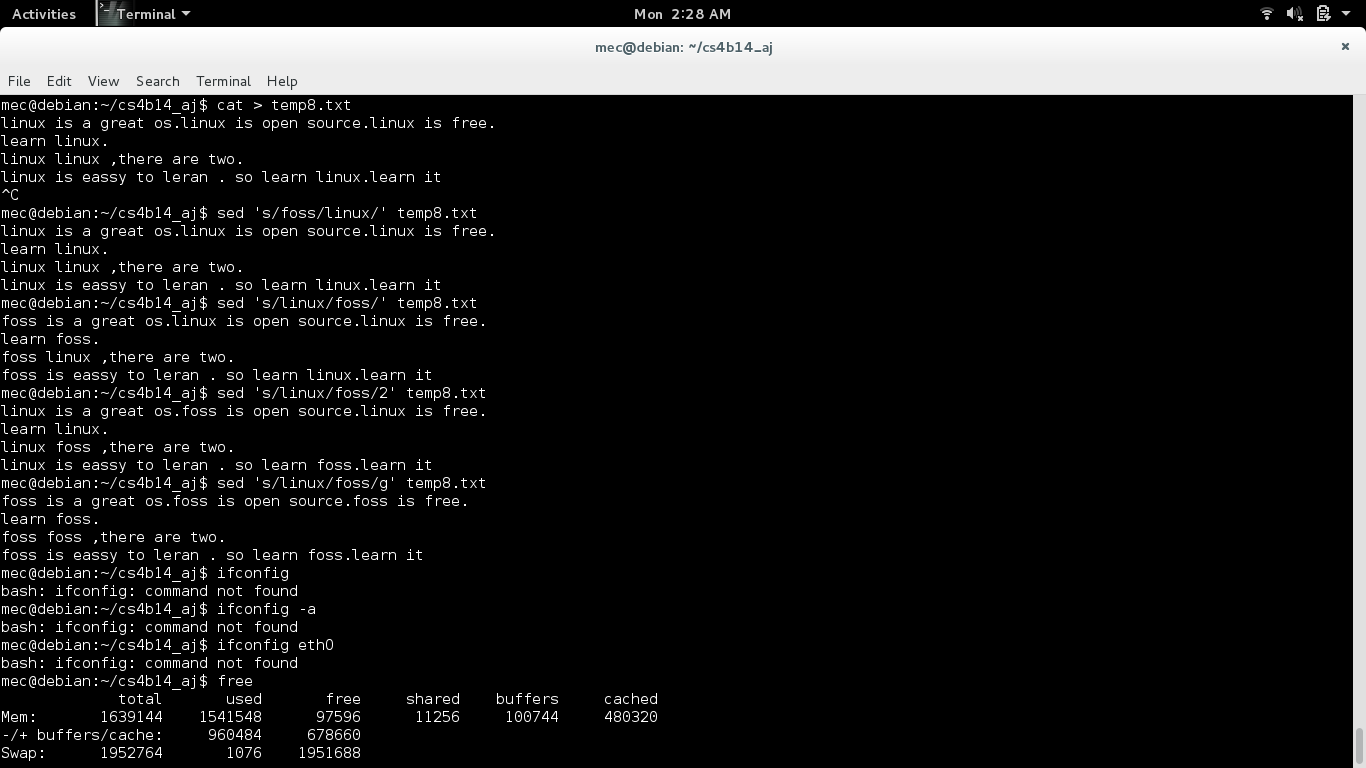 Activities Terminal Mon 2:28 AM
mec@debian: ~/cs4b14_aj ×
File Edit View Search Terminal Help
mec@debian:~/cs4b14_aj$ cat > temp8.txt
linux is a great os.linux is open source.linux is free.
learn linux.
linux linux ,there are two.
linux is eassy to leran . so learn linux.learn it
^C
mec@debian:~/cs4b14_aj$ sed 's/foss/linux/' temp8.txt
linux is a great os.linux is open source.linux is free.
learn linux.
linux linux ,there are two.
linux is eassy to leran . so learn linux.learn it
mec@debian:~/cs4b14_aj$ sed 's/linux/foss/' temp8.txt
foss is a great os.linux is open source.linux is free.
learn foss.
foss linux ,there are two.
foss is eassy to leran . so learn linux.learn it
mec@debian:~/cs4b14_aj$ sed 's/linux/foss/2' temp8.txt
linux is a great os.foss is open source.linux is free.
learn linux.
linux foss ,there are two.
linux is eassy to leran . so learn foss.learn it
mec@debian:~/cs4b14_aj$ sed 's/linux/foss/g' temp8.txt
foss is a great os.foss is open source.foss is free.
learn foss.
foss foss ,there are two.
foss is eassy to leran . so learn foss.learn it
mec@debian:~/cs4b14_aj$ ifconfig
bash: ifconfig: command not found
mec@debian:~/cs4b14_aj$ ifconfig -a
bash: ifconfig: command not found
mec@debian:~/cs4b14_aj$ ifconfig eth0
bash: ifconfig: command not found
mec@debian:~/cs4b14_aj$ free
total used free shared buffers cached
Mem: 1639144 1541548 97596 11256 100744 480320
-/+ buffers/cache: 960484 678660
Swap: 1952764 1076 1951688